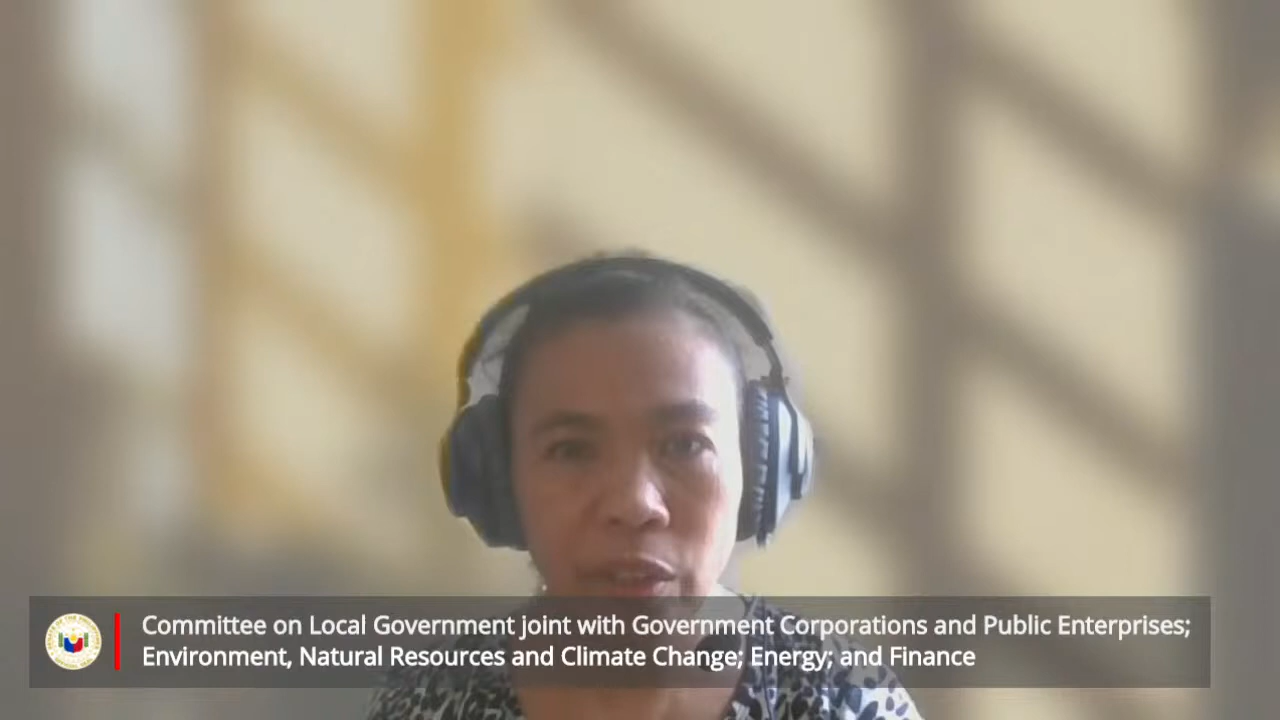 Committee on Local Government joint with Government Corporations and Public Enterprises;
Environment, Natural Resources and Climate Change; Energy; and Finance